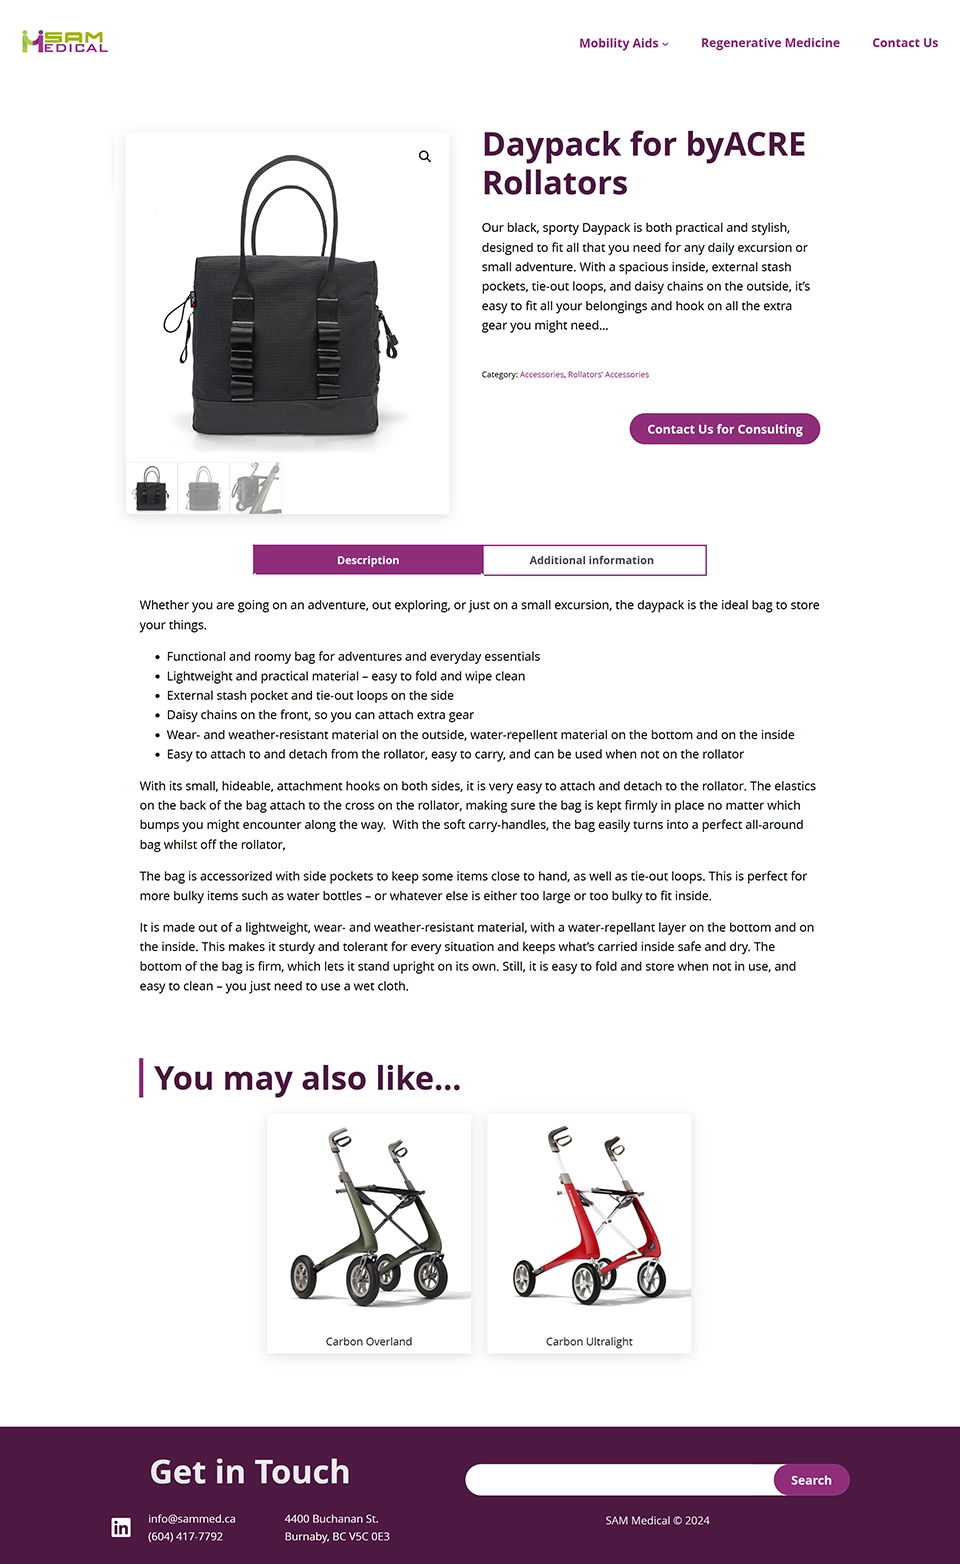 SAM
MEDICAL
Mobility Aids
Regenerative Medicine
Contact Us
Daypack for byACRE
Rollators
Our black, sporty Daypack is both practical and stylish,
designed to fit all that you need for any daily excursion or
small adventure. With a spacious inside, external stash
pockets, tie-out loops, and daisy chains on the outside, it’s
easy to fit all your belongings and hook on all the extra
gear you might need…
Category: Accessories, Rollators’ Accessories
Contact Us for Consulting
Description
Additional information
Whether you are going on an adventure, out exploring, or just on a small excursion, the daypack is the ideal bag to store
your things.
• Functional and roomy bag for adventures and everyday essentials
• Lightweight and practical material – easy to fold and wipe clean
• External stash pocket and tie-out loops on the side
• Daisy chains on the front, so you can attach extra gear
• Wear- and weather-resistant material on the outside, water-repellent material on the bottom and on the inside
• Easy to attach to and detach from the rollator, easy to carry, and can be used when not on the rollator
With its small, hideable, attachment hooks on both sides, it is very easy to attach and detach to the rollator. The elastics
on the back of the bag attach to the cross on the rollator, making sure the bag is kept firmly in place no matter which
bumps you might encounter along the way.  With the soft carry-handles, the bag easily turns into a perfect all-around
bag whilst off the rollator,
The bag is accessorized with side pockets to keep some items close to hand, as well as tie-out loops. This is perfect for
more bulky items such as water bottles – or whatever else is either too large or too bulky to fit inside.
It is made out of a lightweight, wear- and weather-resistant material, with a water-repellant layer on the bottom and on
the inside. This makes it sturdy and tolerant for every situation and keeps what’s carried inside safe and dry. The
bottom of the bag is firm, which lets it stand upright on its own. Still, it is easy to fold and store when not in use, and
easy to clean – you just need to use a wet cloth.
You may also like…
Carbon Overland
Carbon Ultralight
Get in Touch
Search
in
info@sammed.ca
(604) 417-7792
4400 Buchanan St.
Burnaby, BC V5C 0E3
SAM Medical © 2024